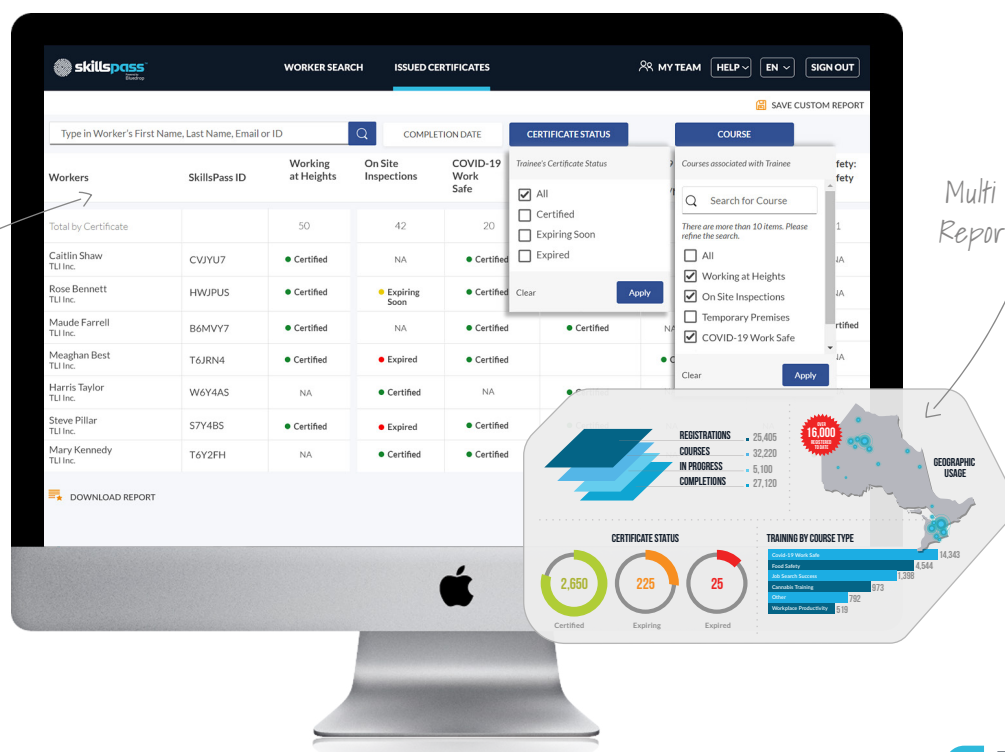 skillspass
Bluedrop
WORKER SEARCH
ISSUED CERTIFICATES
MY TEAM
HELP
EN
SIGN OUT
SAVE CUSTOM REPORT
Type in Worker's First Name, Last Name, Email or ID
COMPLETION DATE
CERTIFICATE STATUS
COURSE
Workers
SkillsPass ID
Working
at Heights
On Site
Inspections
COVID-19
Work
Safe
fety:
fety
Trainee's Certificate Status
All
Certified
Expiring Soon
Expired
Clear
Apply
Courses associated with Trainee
Search for Course
There are more than 10 items. Please
refine the search.
All
Working at Heights
On Site Inspections
Temporary Premises
COVID-19 Work Safe
Clear
Apply
Total by Certificate 50 42 20 1
Caitlin Shaw
TLI Inc.
CVJYU7 Certified NA Certified
Rose Bennett
TLI Inc.
HWJPUS Certified Expiring
Soon
Certified
Maude Farrell
TLI Inc.
B6MVY7 Certified NA Certified Certified NA rtified
Meaghan Best
TLI Inc.
T6JRN4 Certified Expired Certified
Harris Taylor
TLI Inc.
W6Y4AS NA Certified NA
Steve Pillar
TLI Inc.
S7Y4BS Certified Expired Certified
Mary Kennedy
TLI Inc.
T6Y2FH NA Certified Certified
DOWNLOAD REPORT
Multi
Repor
REGISTRATIONS 25,405
COURSES 32,220
IN PROGRESS 5,100
COMPLETIONS 27,120
OVER
16,000
REGISTERED
TO DATE
GEOGRAPHIC
USAGE
CERTIFICATE STATUS
2,650
Certified
225
Expiring
25
Expired
TRAINING BY COURSE TYPE
Covid-19 Work Safe 14,343
Food Safety 4,544
Job Search Success 1,398
Cannabis Training 973
Other 792
Workplace Productivity 519